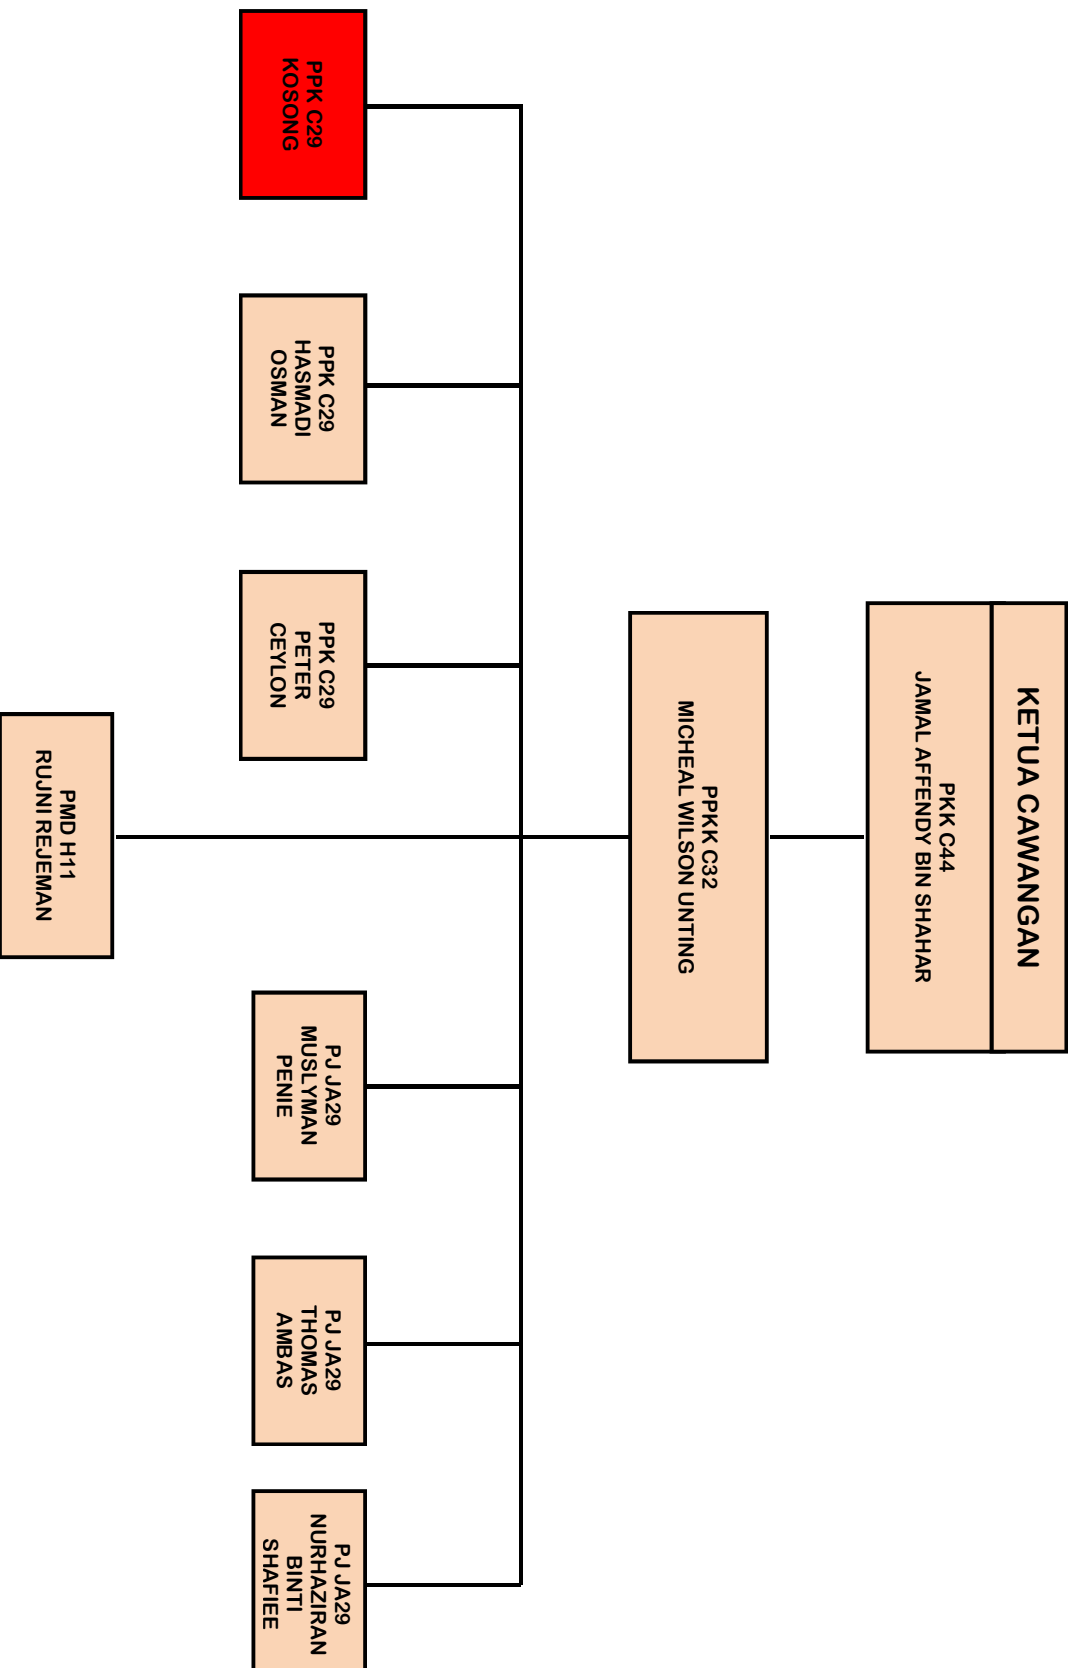 KETUA CAWANGAN
PKK C44
JAMAL AFFENDY BIN SHAHAR
PPKK C32
MICHEAL WILSON UNTING
PPK C29
KOSONG
PPK C29
HASMADI
OSMAN
PPK C29
PETER
CEYLON
PJ JA29
MUSLYMAN
PENIE
PJ JA29
THOMAS
AMBAS
PJ JA29
NURHAZIRAN
BINTI
SHAFIEE
PMD H11
RUJNI REJEMAN